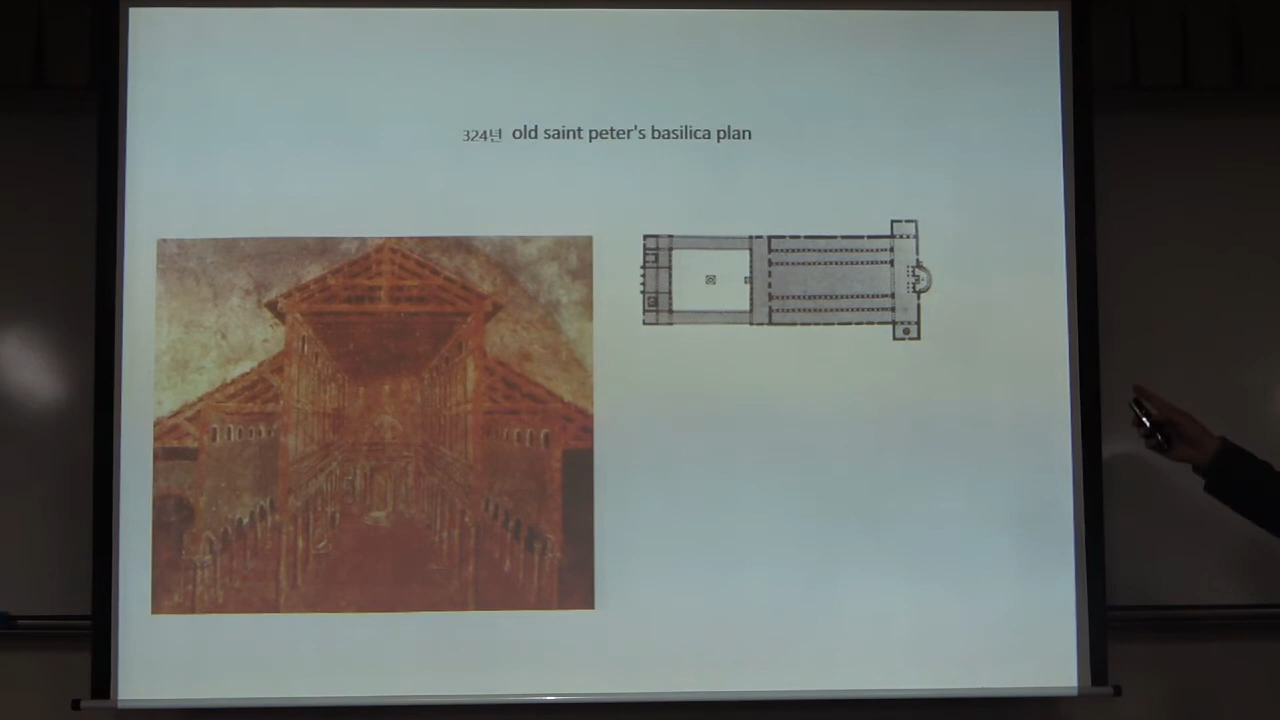 324년 old saint peter's basilica plan